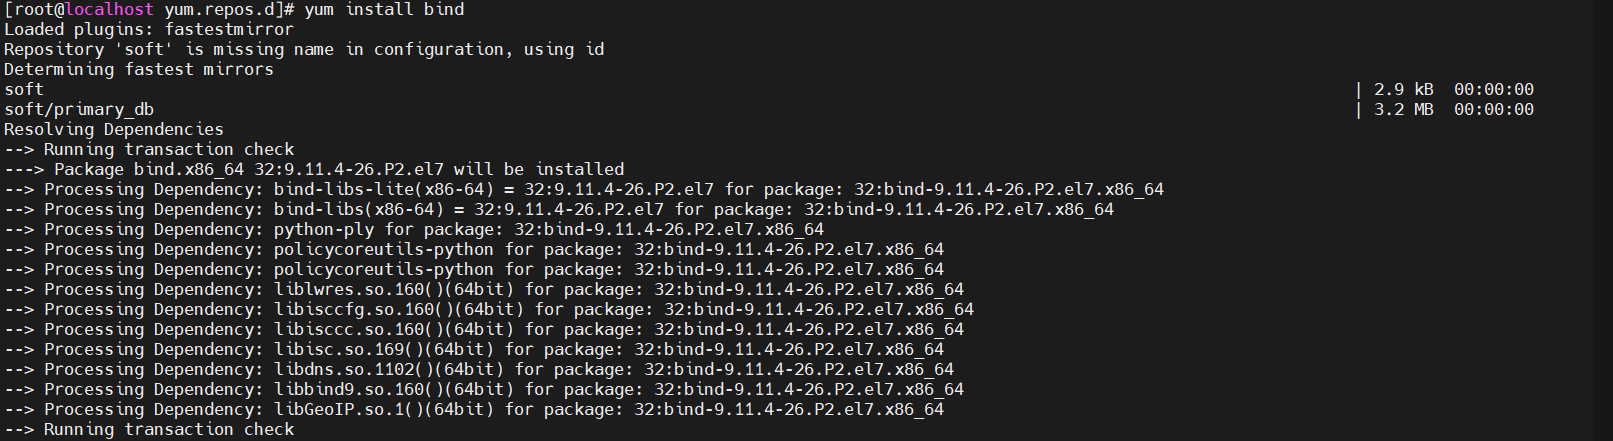 [root@localhost yum.repos.d]# yum install bind
Loaded plugins: fastestmirror
Repository 'soft' is missing name in configuration, using id
Determining fastest mirrors
soft | 2.9 kB 00:00:00
soft/primary_db | 3.2 MB 00:00:00
Resolving Dependencies
--> Running transaction check
---> Package bind.x86_64 32:9.11.4-26.P2.el7 will be installed
--> Processing Dependency: bind-libs-lite(x86-64) = 32:9.11.4-26.P2.el7 for package: 32:bind-9.11.4-26.P2.el7.x86_64
--> Processing Dependency: bind-libs(x86-64) = 32:9.11.4-26.P2.el7 for package: 32:bind-9.11.4-26.P2.el7.x86_64
--> Processing Dependency: python-ply for package: 32:bind-9.11.4-26.P2.el7.x86_64
--> Processing Dependency: policycoreutils-python for package: 32:bind-9.11.4-26.P2.el7.x86_64
--> Processing Dependency: policycoreutils-python for package: 32:bind-9.11.4-26.P2.el7.x86_64
--> Processing Dependency: liblwres.so.160()(64bit) for package: 32:bind-9.11.4-26.P2.el7.x86_64
--> Processing Dependency: libisccfg.so.160()(64bit) for package: 32:bind-9.11.4-26.P2.el7.x86_64
--> Processing Dependency: libisccc.so.160()(64bit) for package: 32:bind-9.11.4-26.P2.el7.x86_64
--> Processing Dependency: libisc.so.169()(64bit) for package: 32:bind-9.11.4-26.P2.el7.x86_64
--> Processing Dependency: libdns.so.1102()(64bit) for package: 32:bind-9.11.4-26.P2.el7.x86_64
--> Processing Dependency: libbind9.so.160()(64bit) for package: 32:bind-9.11.4-26.P2.el7.x86_64
--> Processing Dependency: libGeoIP.so.1()(64bit) for package: 32:bind-9.11.4-26.P2.el7.x86_64
--> Running transaction check